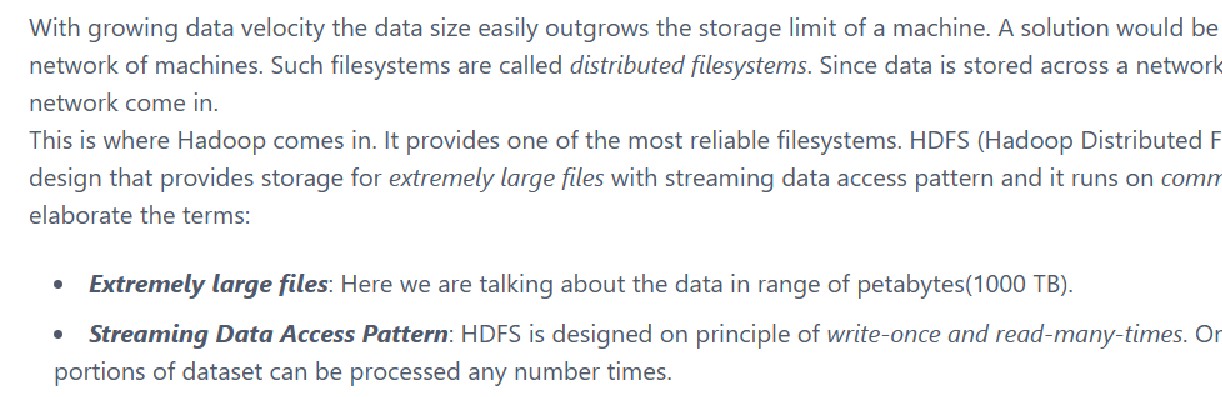 With growing data velocity the data size easily outgrows the storage limit of a machine. A solution would be
network of machines. Such filesystems are called distributed filesystems. Since data is stored across a network
network come in.
This is where Hadoop comes in. It provides one of the most reliable filesystems. HDFS (Hadoop Distributed F
design that provides storage for extremely large files with streaming data access pattern and it runs on comm
elaborate the terms:
• Extremely large files: Here we are talking about the data in range of petabytes(1000 TB).
• Streaming Data Access Pattern: HDFS is designed on principle of write-once and read-many-times. Or
portions of dataset can be processed any number times.